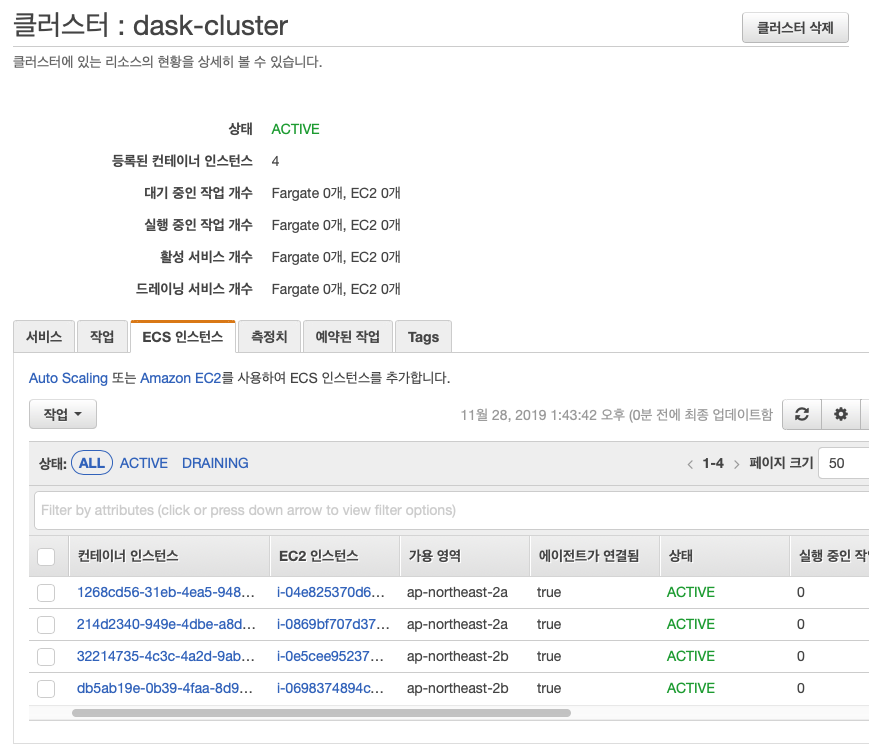 클러스터 : dask-cluster
클러스터 삭제
클러스터에 있는 리소스의 현황을 상세히 볼 수 있습니다.
상태 ACTIVE
등록된 컨테이너 인스턴스 4
대기 중인 작업 개수 Fargate 0개, EC2 0개
실행 중인 작업 개수 Fargate 0개, EC2 0개
활성 서비스 개수 Fargate 0개, EC2 0개
드레이닝 서비스 개수 Fargate 0개, EC2 0개
서비스 작업 ECS 인스턴스 측정치 예약된 작업 Tags
Auto Scaling 또는 Amazon EC2를 사용하여 ECS 인스턴스를 추가합니다.
작업 11월 28, 2019 1:43:42 오후 (0분 전에 최종 업데이트함
상태: ALL ACTIVE DRAINING < 1-4 > 페이지 크기 50
Filter by attributes (click or press down arrow to view filter options)
컨테이너 인스턴스 EC2 인스턴스 가용 영역 에이전트가 연결됨 상태 실행 중인
1268cd56-31eb-4ea5-948... i-04e825370d6... ap-northeast-2a true ACTIVE 0
214d2340-949e-4dbe-a8d... i-0869bf707d37... ap-northeast-2a true ACTIVE 0
32214735-4c3c-4a2d-9ab... i-0e5cee95237... ap-northeast-2b true ACTIVE 0
db5ab19e-0b39-4faa-8d9... i-0698374894c... ap-northeast-2b true ACTIVE 0